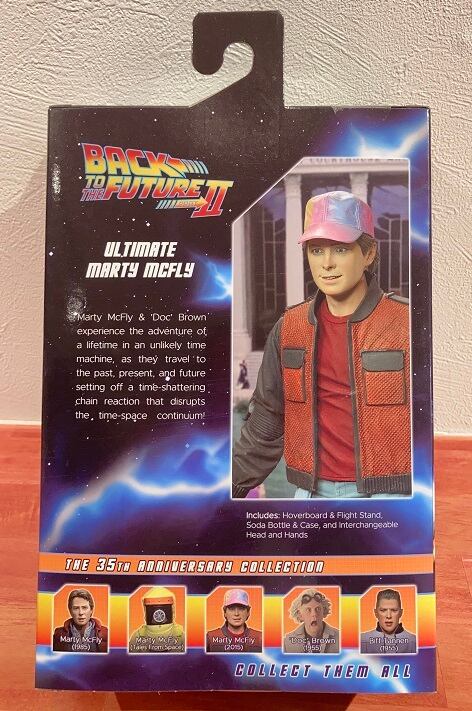 BACK
TO THE FUTURE
PART II
ULTIMATE
MARTY MCFLY
Marty McFly & 'Doc' Brown
experience the adventure of
a lifetime in an unlikely time
machine, as they travel to
the past, present, and future
setting off a time-shattering
chain reaction that disrupts
the time-space continuum!
COURTHOUSE
Includes: Hoverboard & Flight Stand,
Soda Bottle & Case, and Interchangeable
Head and Hands
THE 35TH ANNIVERSARY COLLECTION
Marty McFly
(1985)
Marty McFly
(Tales From Space)
Marty McFly
(2015)
'Doc' Brown
(1955)
Biff Tannen
(1955)
COLLECT THEM ALL